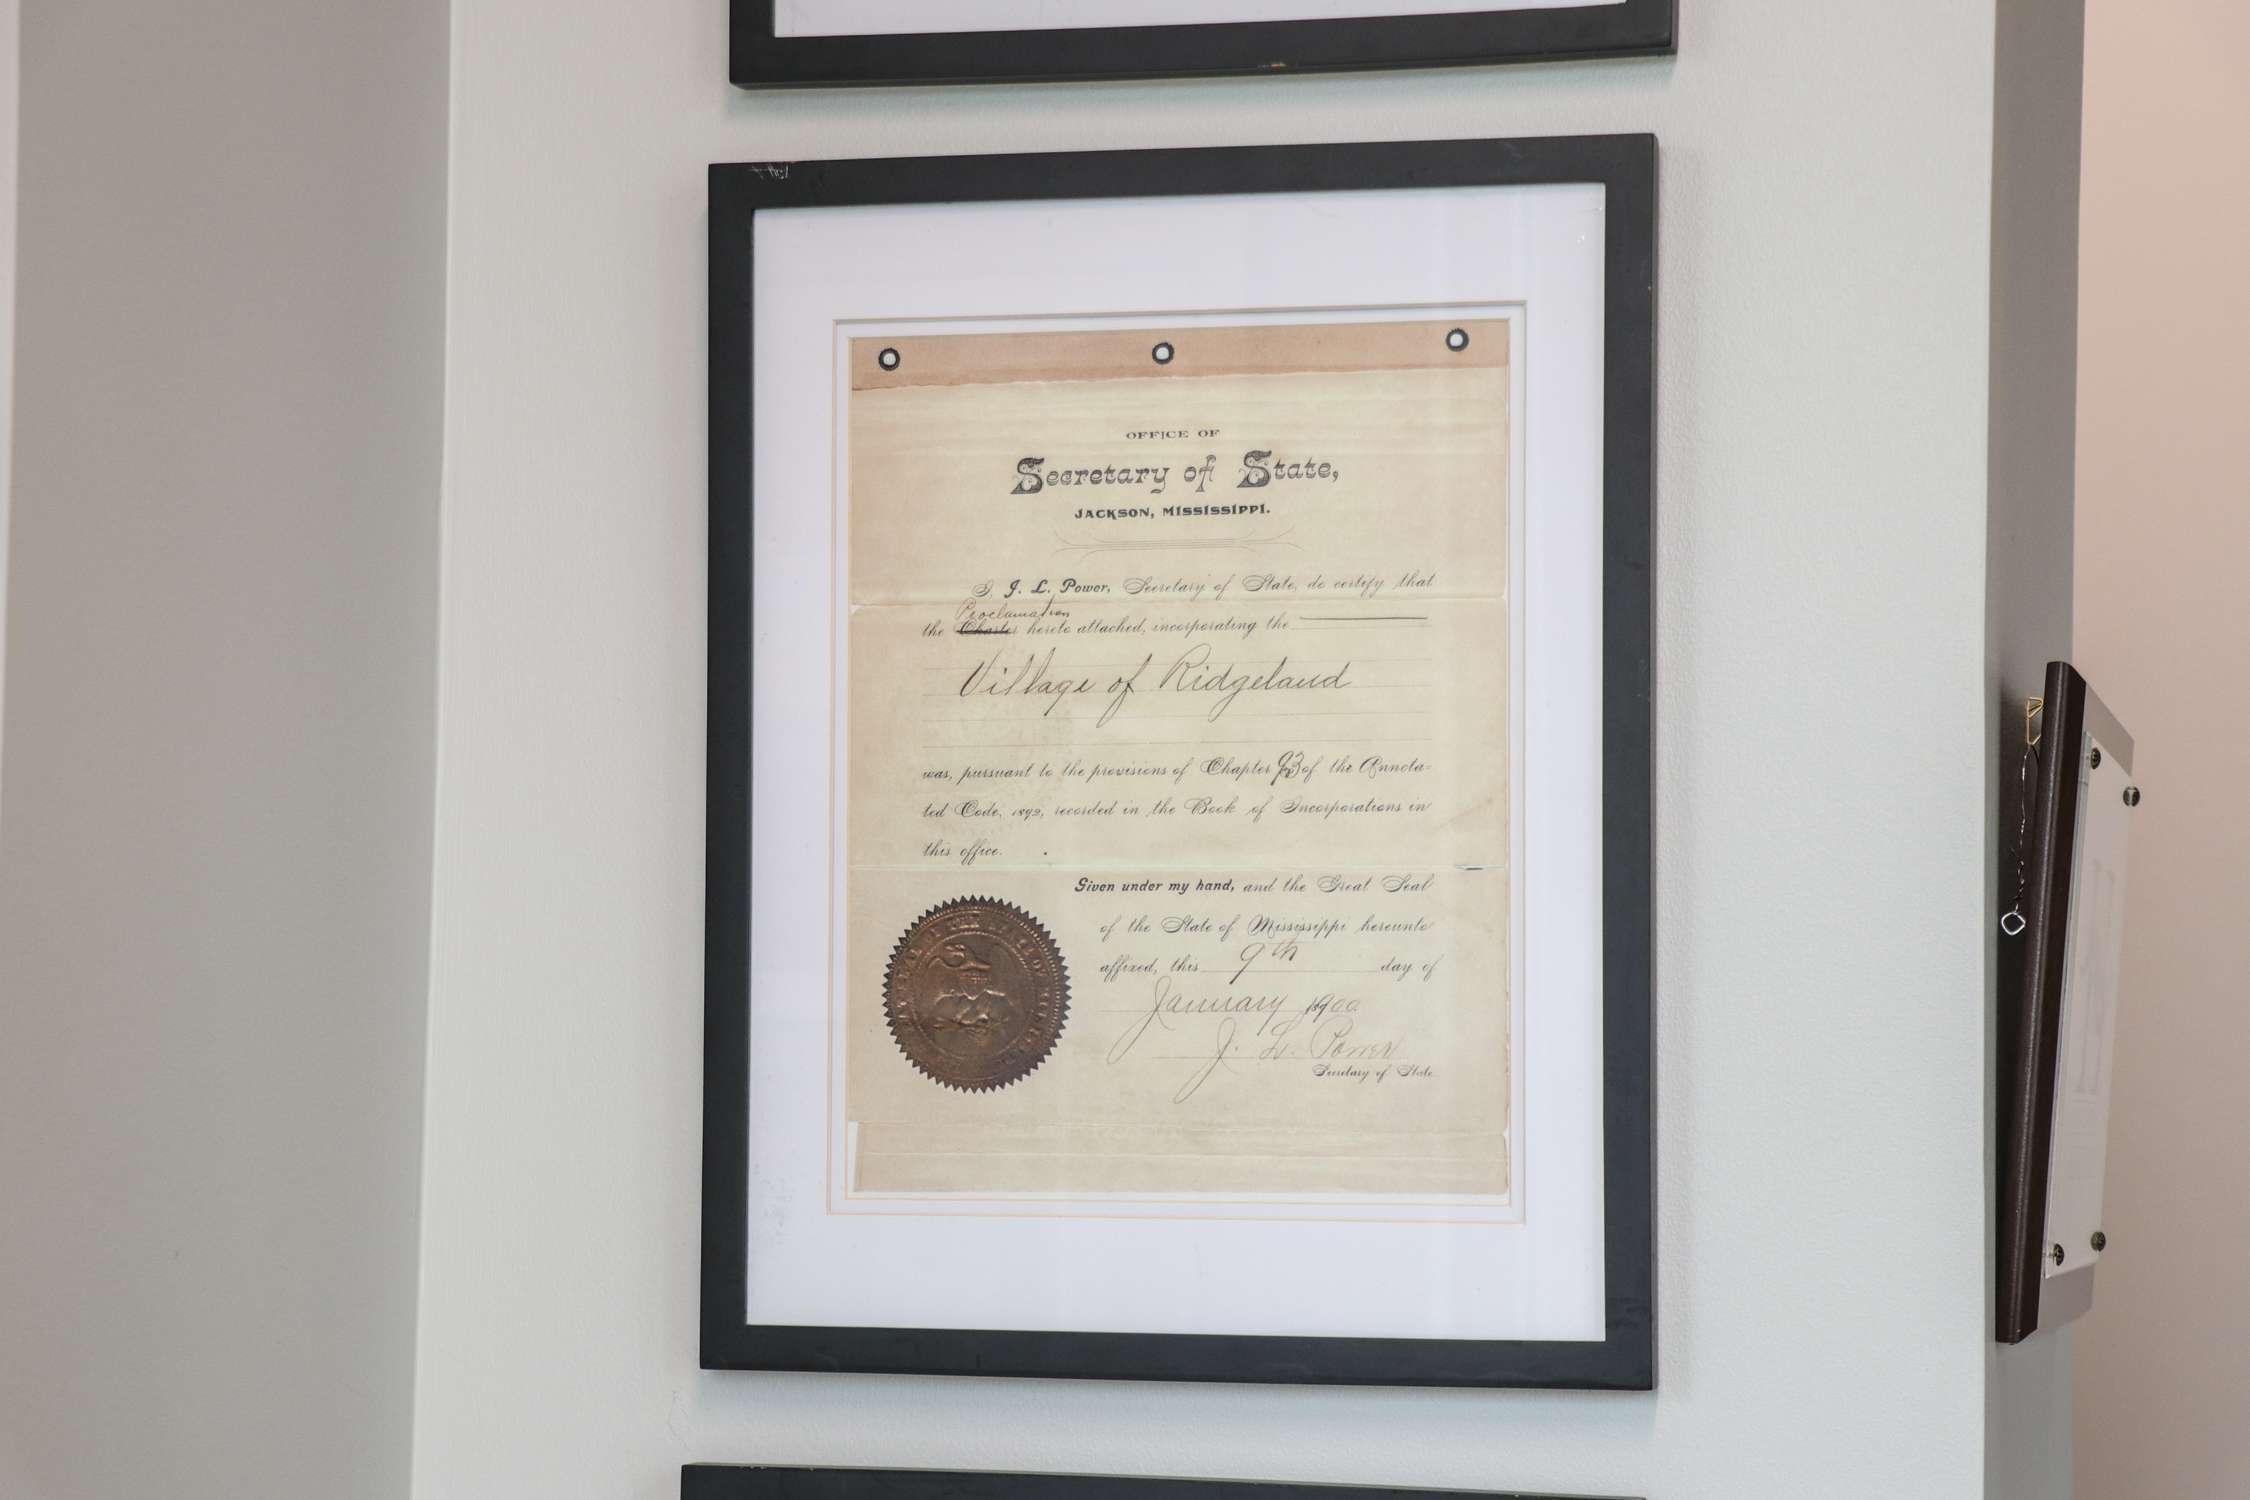 OFFICE OF
Secretary of State,
JACKSON, MISSISSIPPI.
I, J. L. Power, Secretary of State, do certify that
Proclamation
the Charter hereto attached, incorporating the
Village of Ridgeland
was, pursuant to the provisions of Chapter 93 of the Annota-
ted Code, 1892, recorded in the Book of Incorporations in
this office.
Given under my hand, and the Great Seal
of the State of Mississippi hereunto
affixed, this 9th day of
January 1900
J. L. Power
Secretary of State